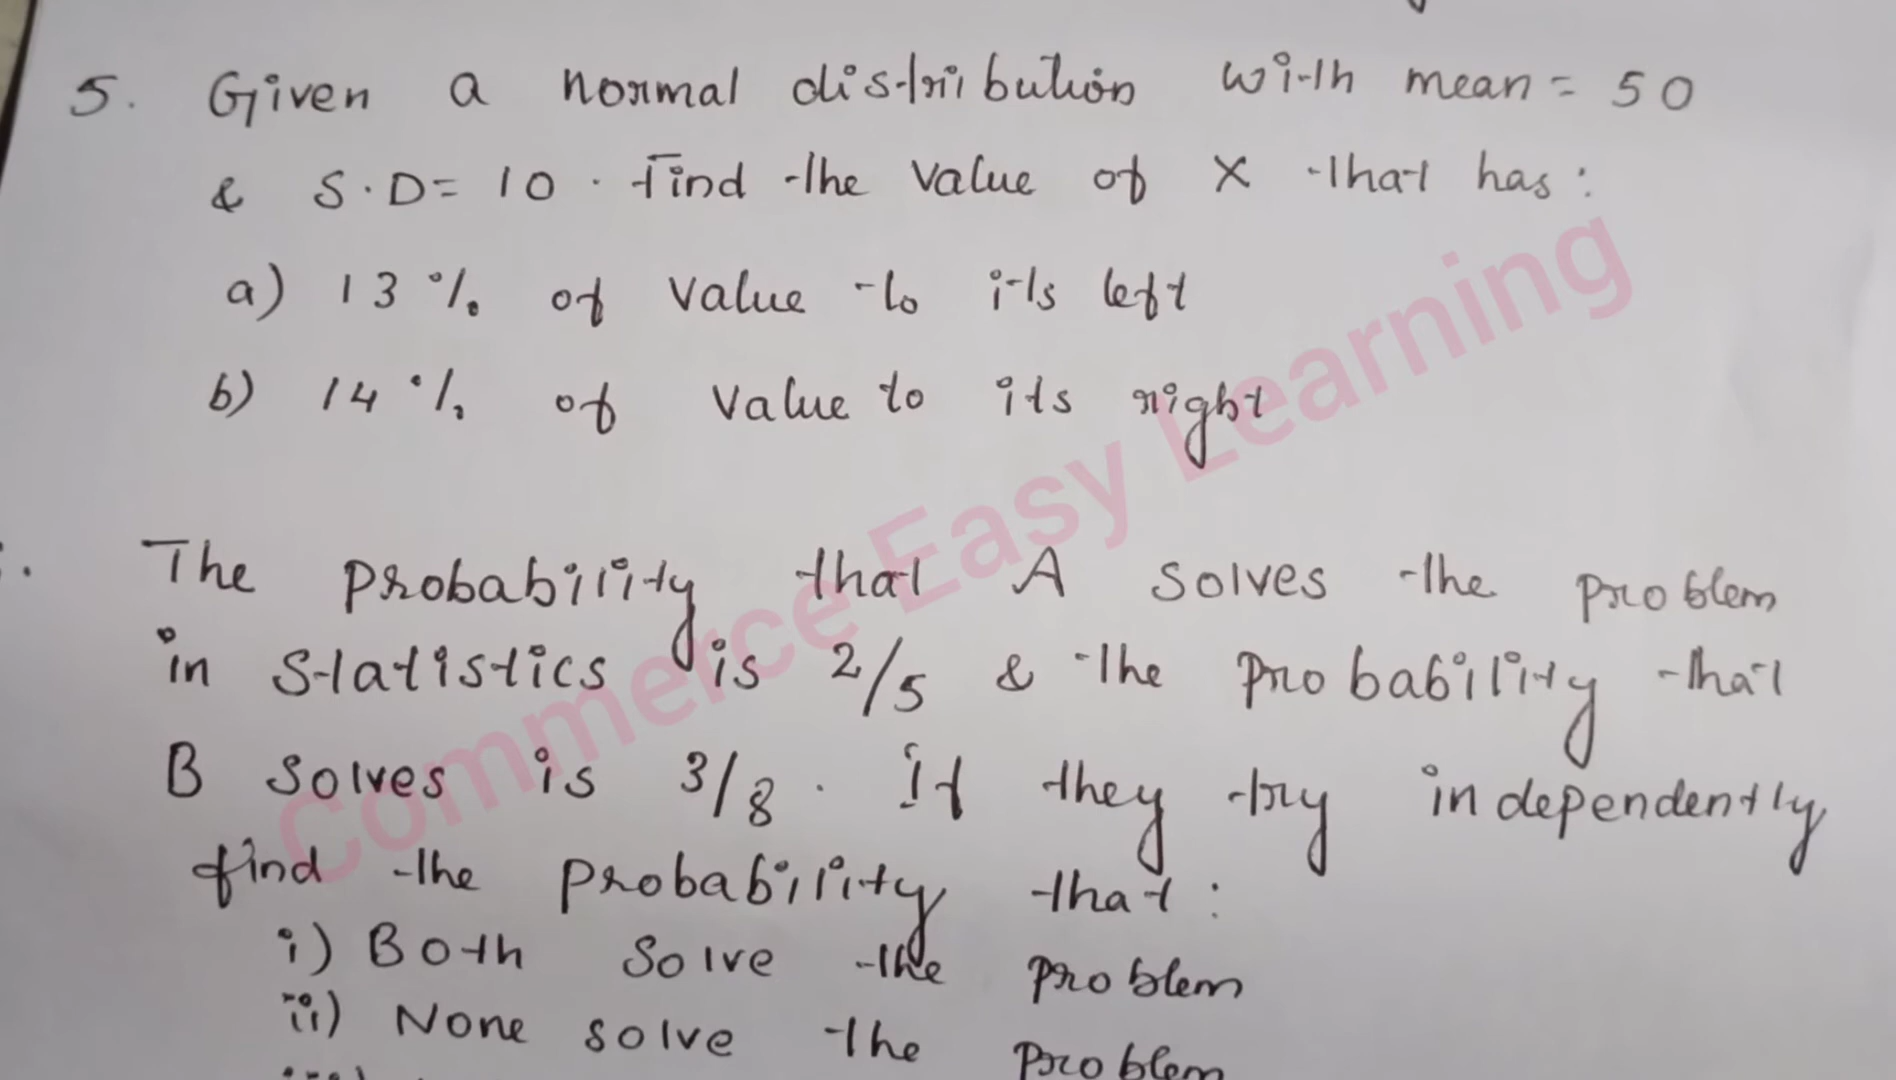 5. Given a normal distribution with mean = 50
& S.D = 10. Find the value of X that has:
a) 13% of value to its left
b) 14% of value to its right
The probability that A solves the problem
in statistics is 2/5 & the probability that
B solves is 3/8. If they try independently
find the probability that:
i) Both solve the problem
ii) None solve the problem
Commerce Easy Learning